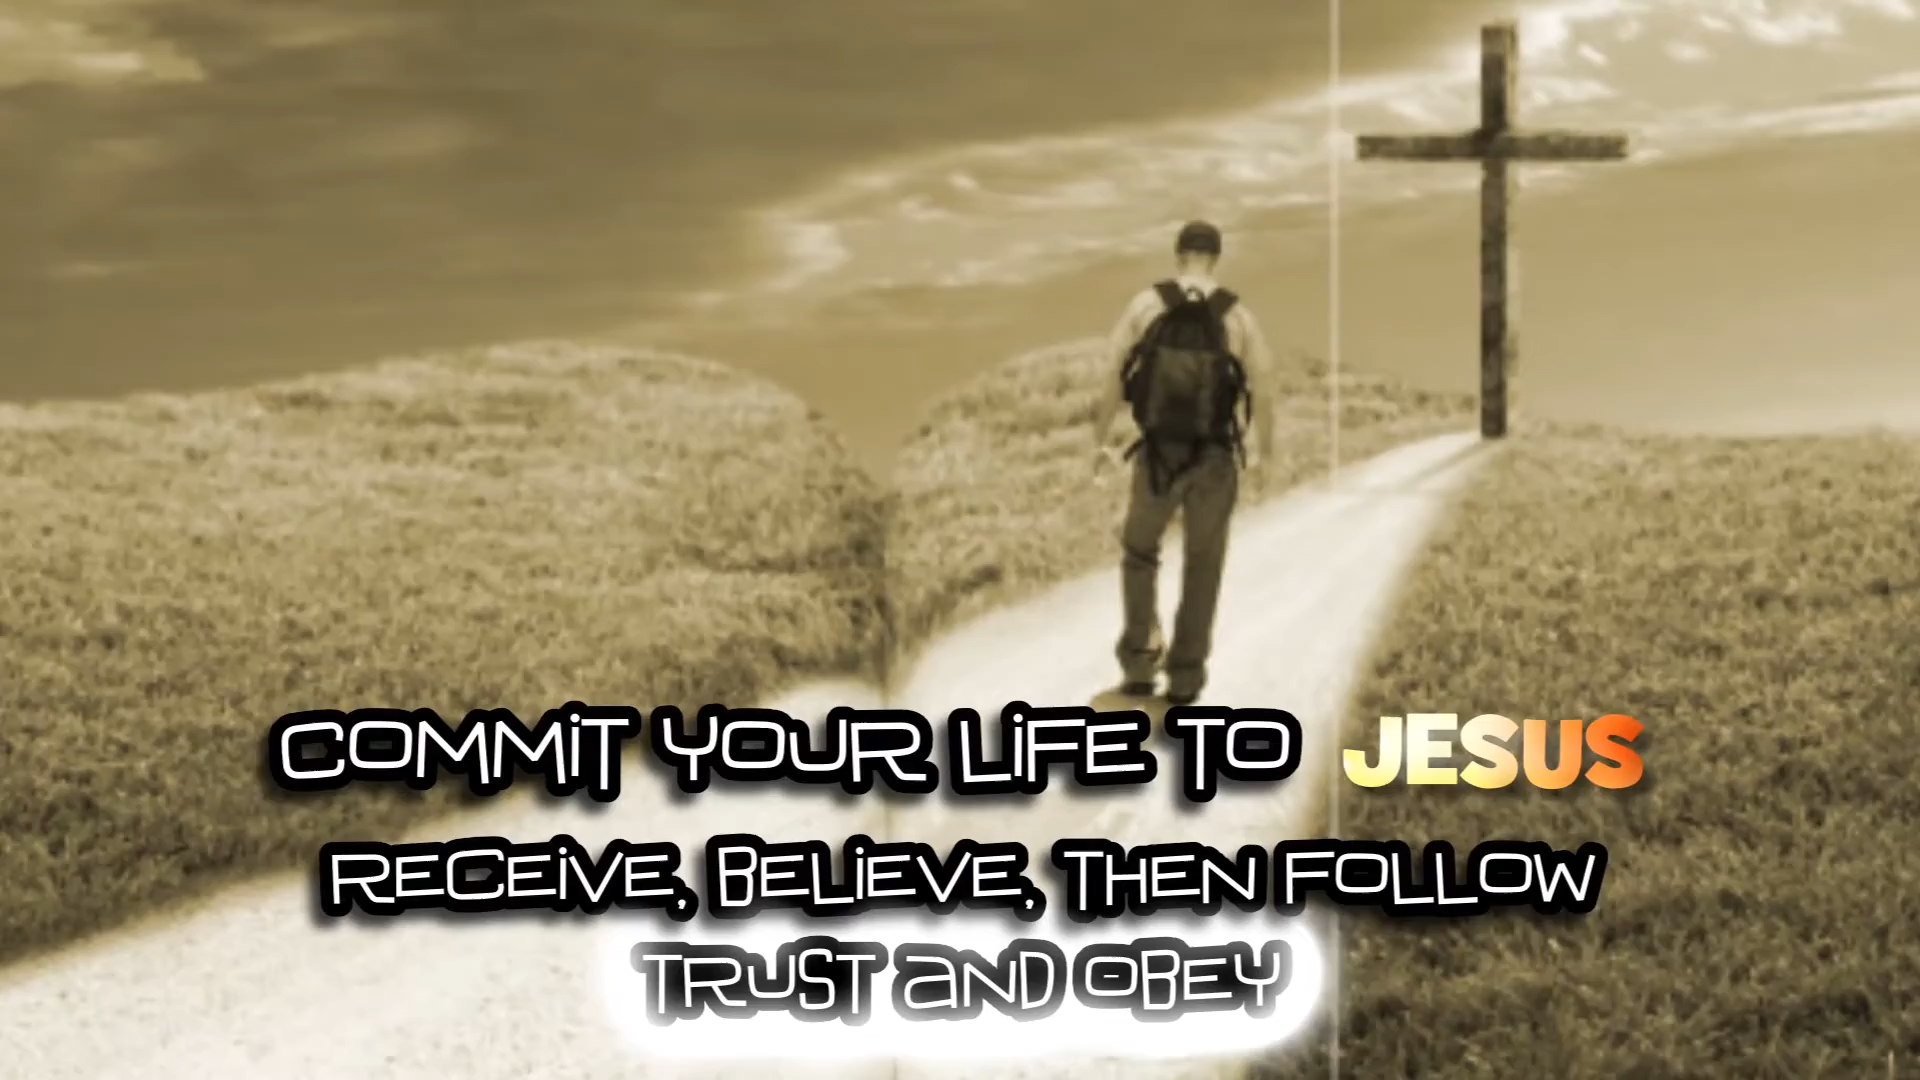 COMMIT YOUR LIFE TO JESUS
RECEIVE, BELIEVE, THEN FOLLOW
TRUST AND OBEY